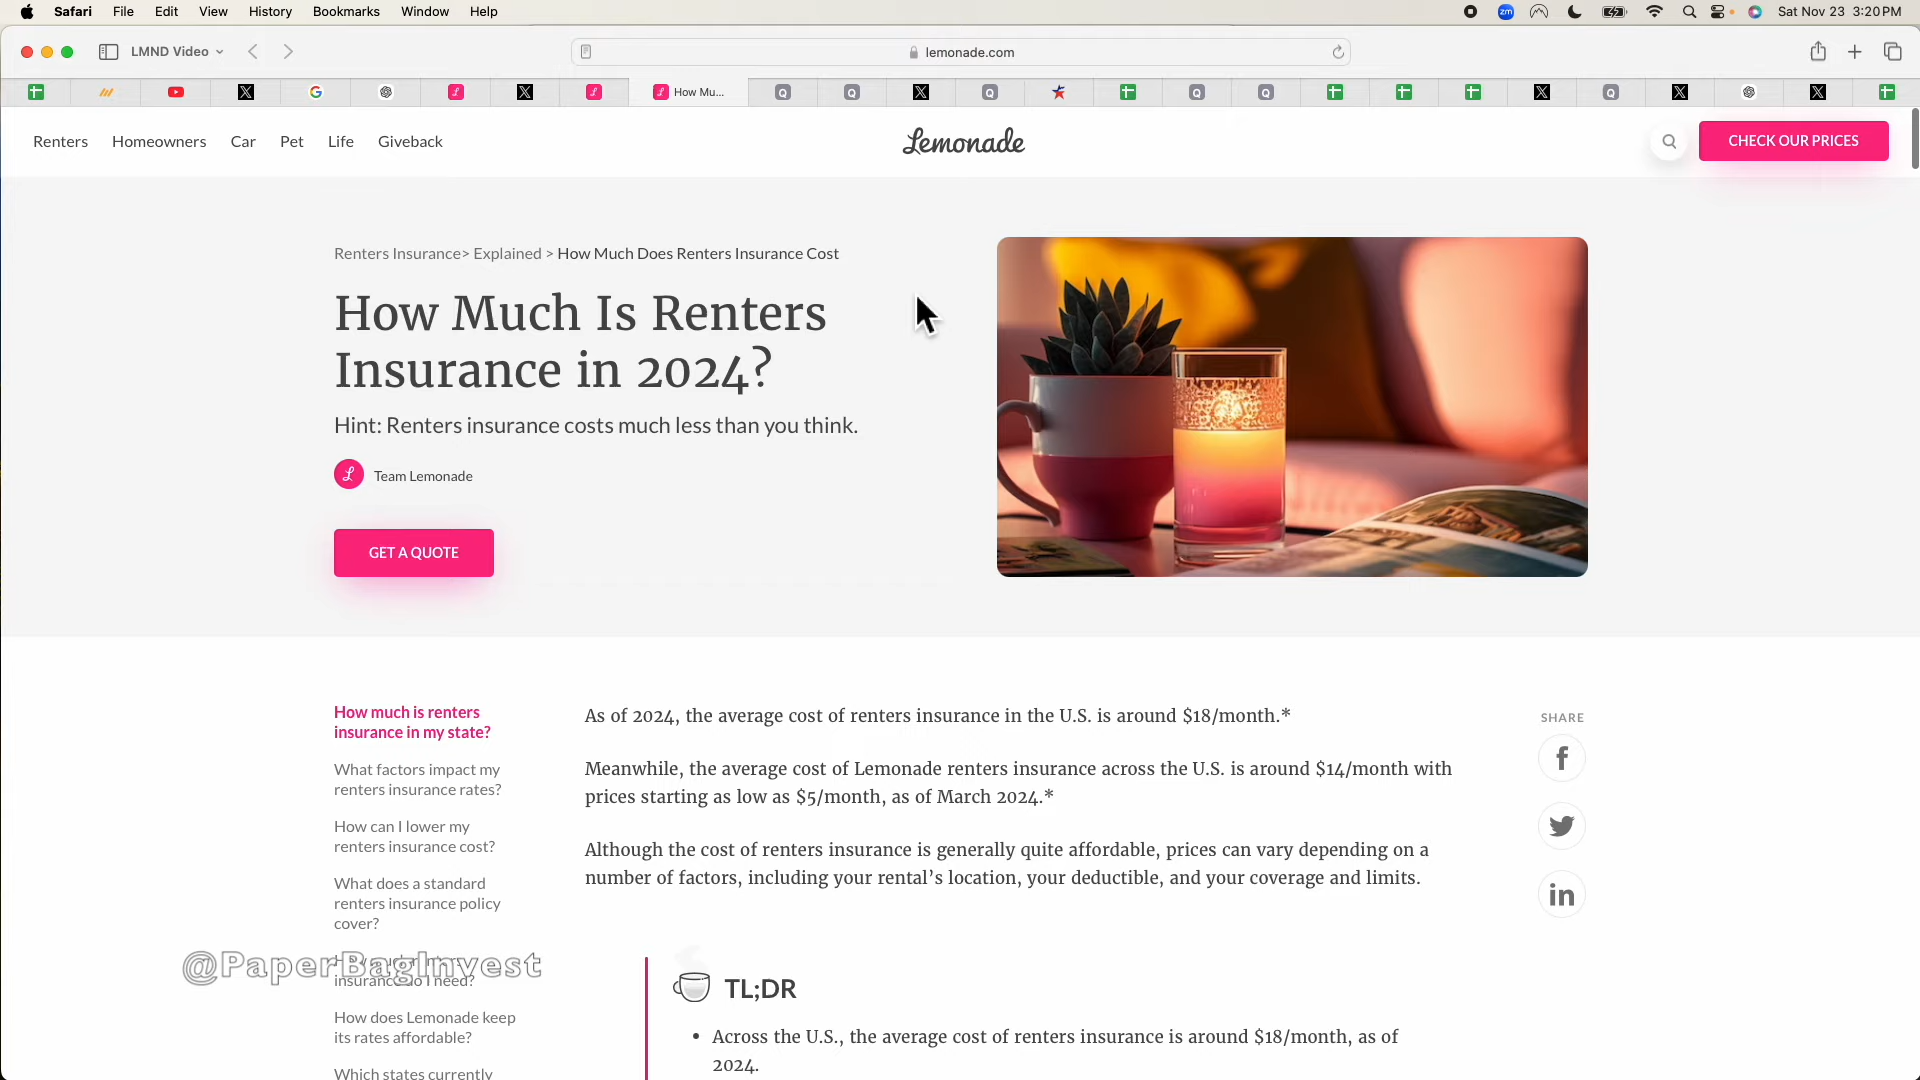 Safari File Edit View History Bookmarks Window Help
zm
Sat Nov 23 3:20 PM
LMND Video
lemonade.com
How Mu...
Renters Homeowners Car Pet Life Giveback
Lemonade
CHECK OUR PRICES
Renters Insurance> Explained > How Much Does Renters Insurance Cost
How Much Is Renters
Insurance in 2024?
Hint: Renters insurance costs much less than you think.
Team Lemonade
GET A QUOTE
How much is renters
insurance in my state?
What factors impact my
renters insurance rates?
How can I lower my
renters insurance cost?
What does a standard
renters insurance policy
cover?
insurance do I need?
How does Lemonade keep
its rates affordable?
Which states currently
@PaperBagInvest
As of 2024, the average cost of renters insurance in the U.S. is around $18/month.*
Meanwhile, the average cost of Lemonade renters insurance across the U.S. is around $14/month with
prices starting as low as $5/month, as of March 2024.*
Although the cost of renters insurance is generally quite affordable, prices can vary depending on a
number of factors, including your rental's location, your deductible, and your coverage and limits.
TL;DR
• Across the U.S., the average cost of renters insurance is around $18/month, as of
2024.
SHARE